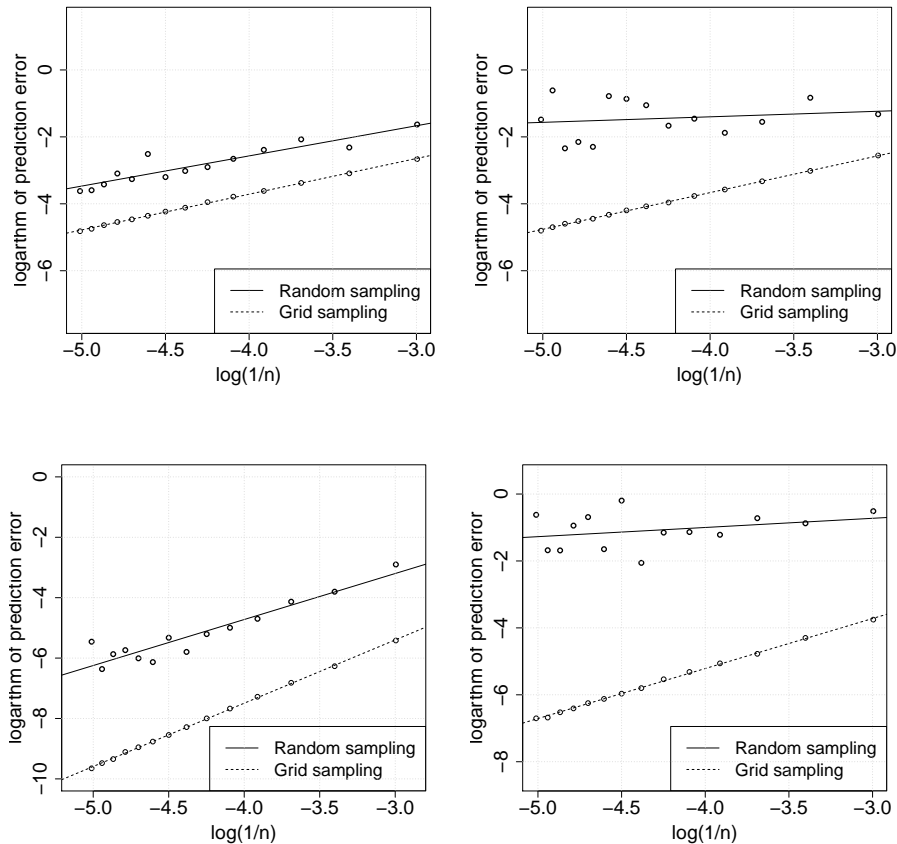 logarthm of prediction error
0
−2
−4
−6
Random sampling
Grid sampling
−5.0 −4.5 −4.0 −3.5 −3.0
log(1/n)
logarthm of prediction error
0
−2
−4
−6
Random sampling
Grid sampling
−5.0 −4.5 −4.0 −3.5 −3.0
log(1/n)
logarthm of prediction error
0
−2
−4
−6
−8
−10
Random sampling
Grid sampling
−5.0 −4.5 −4.0 −3.5 −3.0
log(1/n)
logarthm of prediction error
0
−2
−4
−6
−8
Random sampling
Grid sampling
−5.0 −4.5 −4.0 −3.5 −3.0
log(1/n)